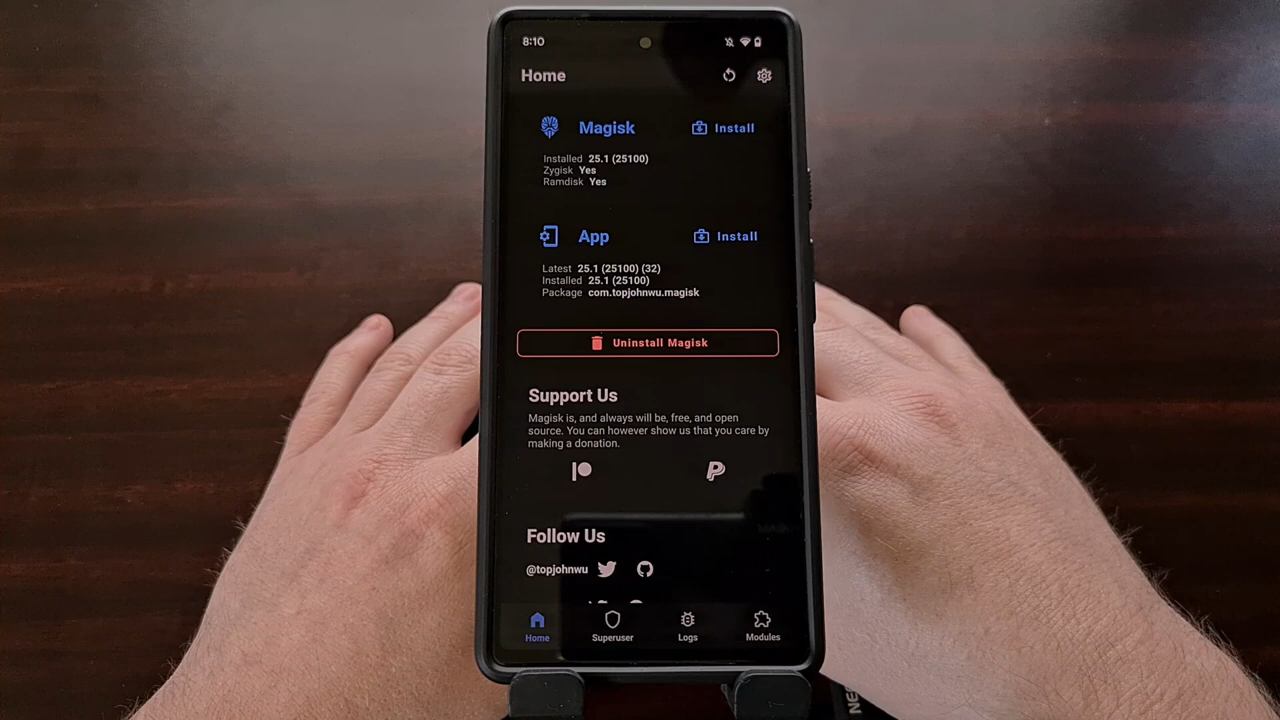 8:10
Home
Magisk Install
Installed 25.1 (25100)
Zygisk Yes
Ramdisk Yes
App Install
Latest 25.1 (25100) (32)
Installed 25.1 (25100)
Package com.topjohnwu.magisk
Uninstall Magisk
Support Us
Magisk is, and always will be, free, and open
source. You can however show us that you care by
making a donation.
Follow Us
@topjohnwu
Home Superuser Logs Modules